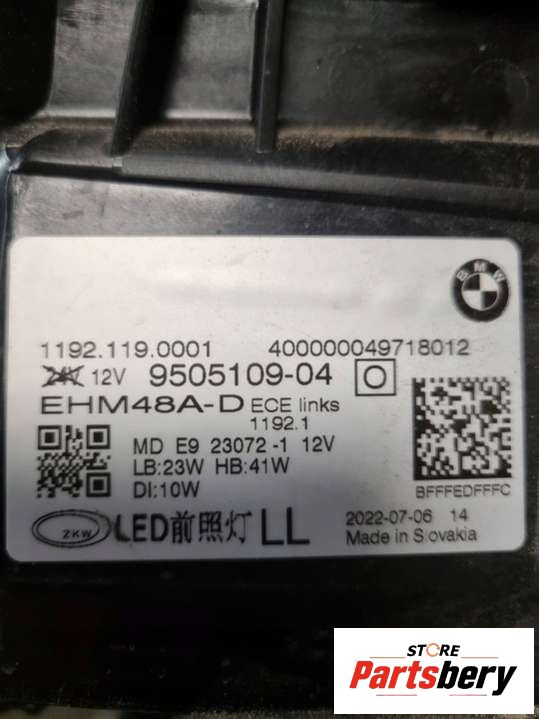 BMW
1192.119.0001 400000049718012
24V 12V 9505109-04 O
EHM48A-D ECE links
1192.1
MD E9 23072-1 12V
LB:23W HB:41W
DI:10W
BFFFEDFFFC
ZKW LED前照灯 LL
2022-07-06 14
Made in Slovakia
STORE
Partsbery